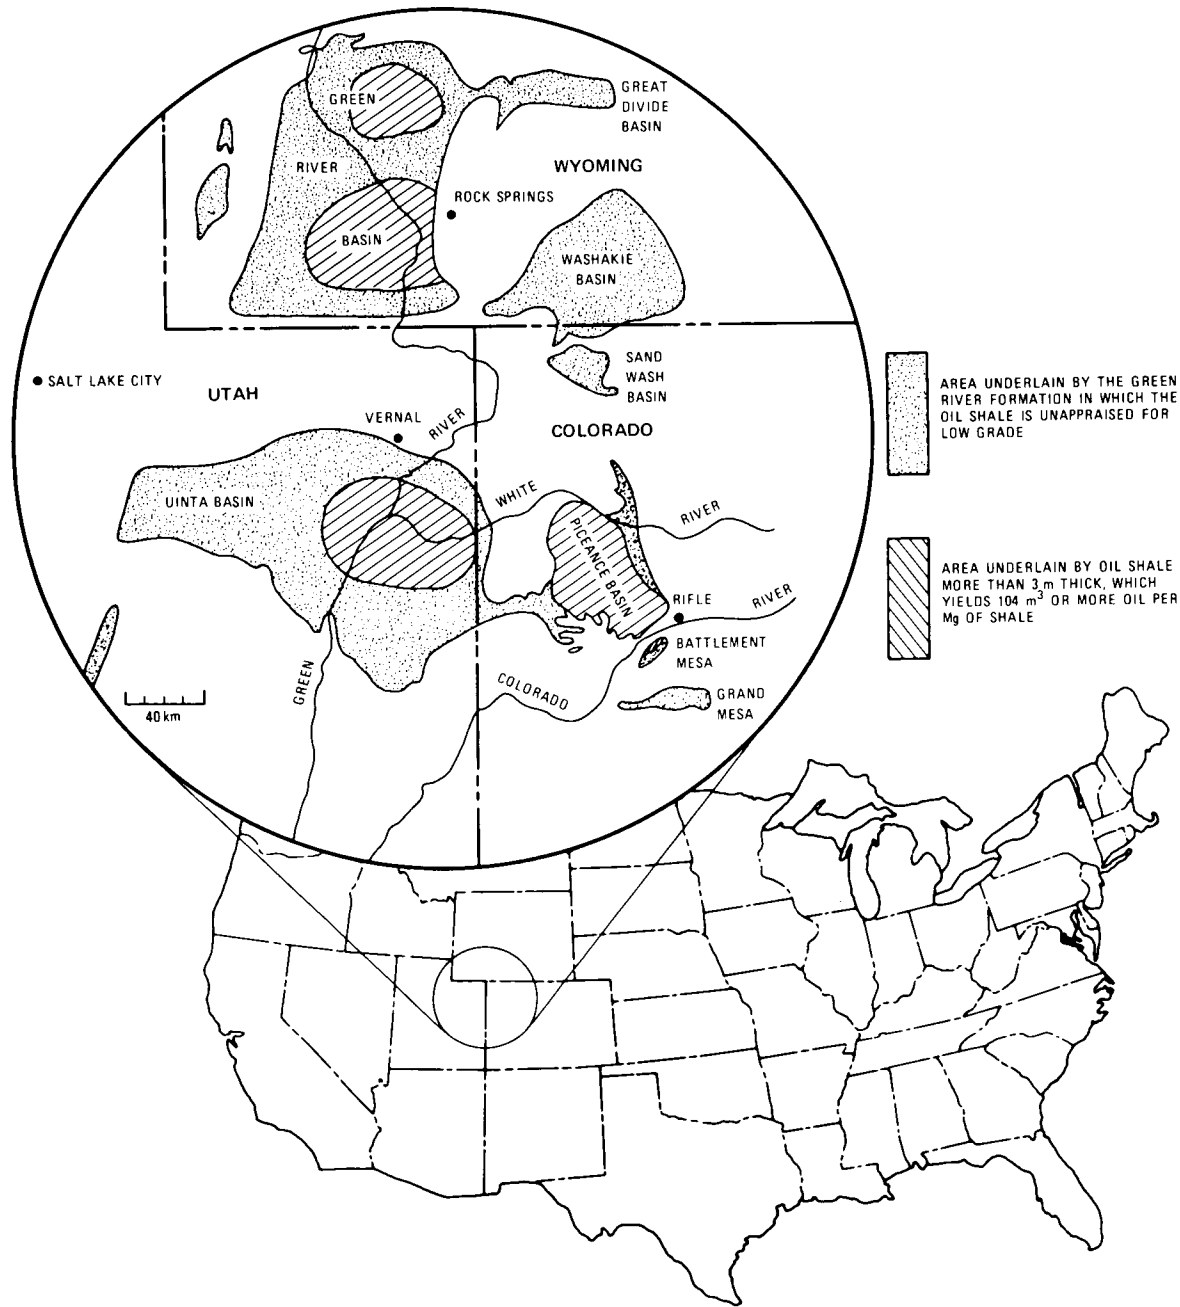 GREEN
GREAT
DIVIDE
BASIN
RIVER
WYOMING
ROCK SPRINGS
BASIN
WASHAKIE
BASIN
SAND
WASH
BASIN
SALT LAKE CITY
UTAH
VERNAL
RIVER
COLORADO
UINTA BASIN
WHITE
RIVER
PICEANCE BASIN
RIFLE
RIVER
BATTLEMENT
MESA
GREEN
COLORADO
GRAND
MESA
40 km
AREA UNDERLAIN BY THE GREEN
RIVER FORMATION IN WHICH THE
OIL SHALE IS UNAPPRAISED FOR
LOW GRADE
AREA UNDERLAIN BY OIL SHALE
MORE THAN 3 m THICK, WHICH
YIELDS 104 m³ OR MORE OIL PER
Mg OF SHALE